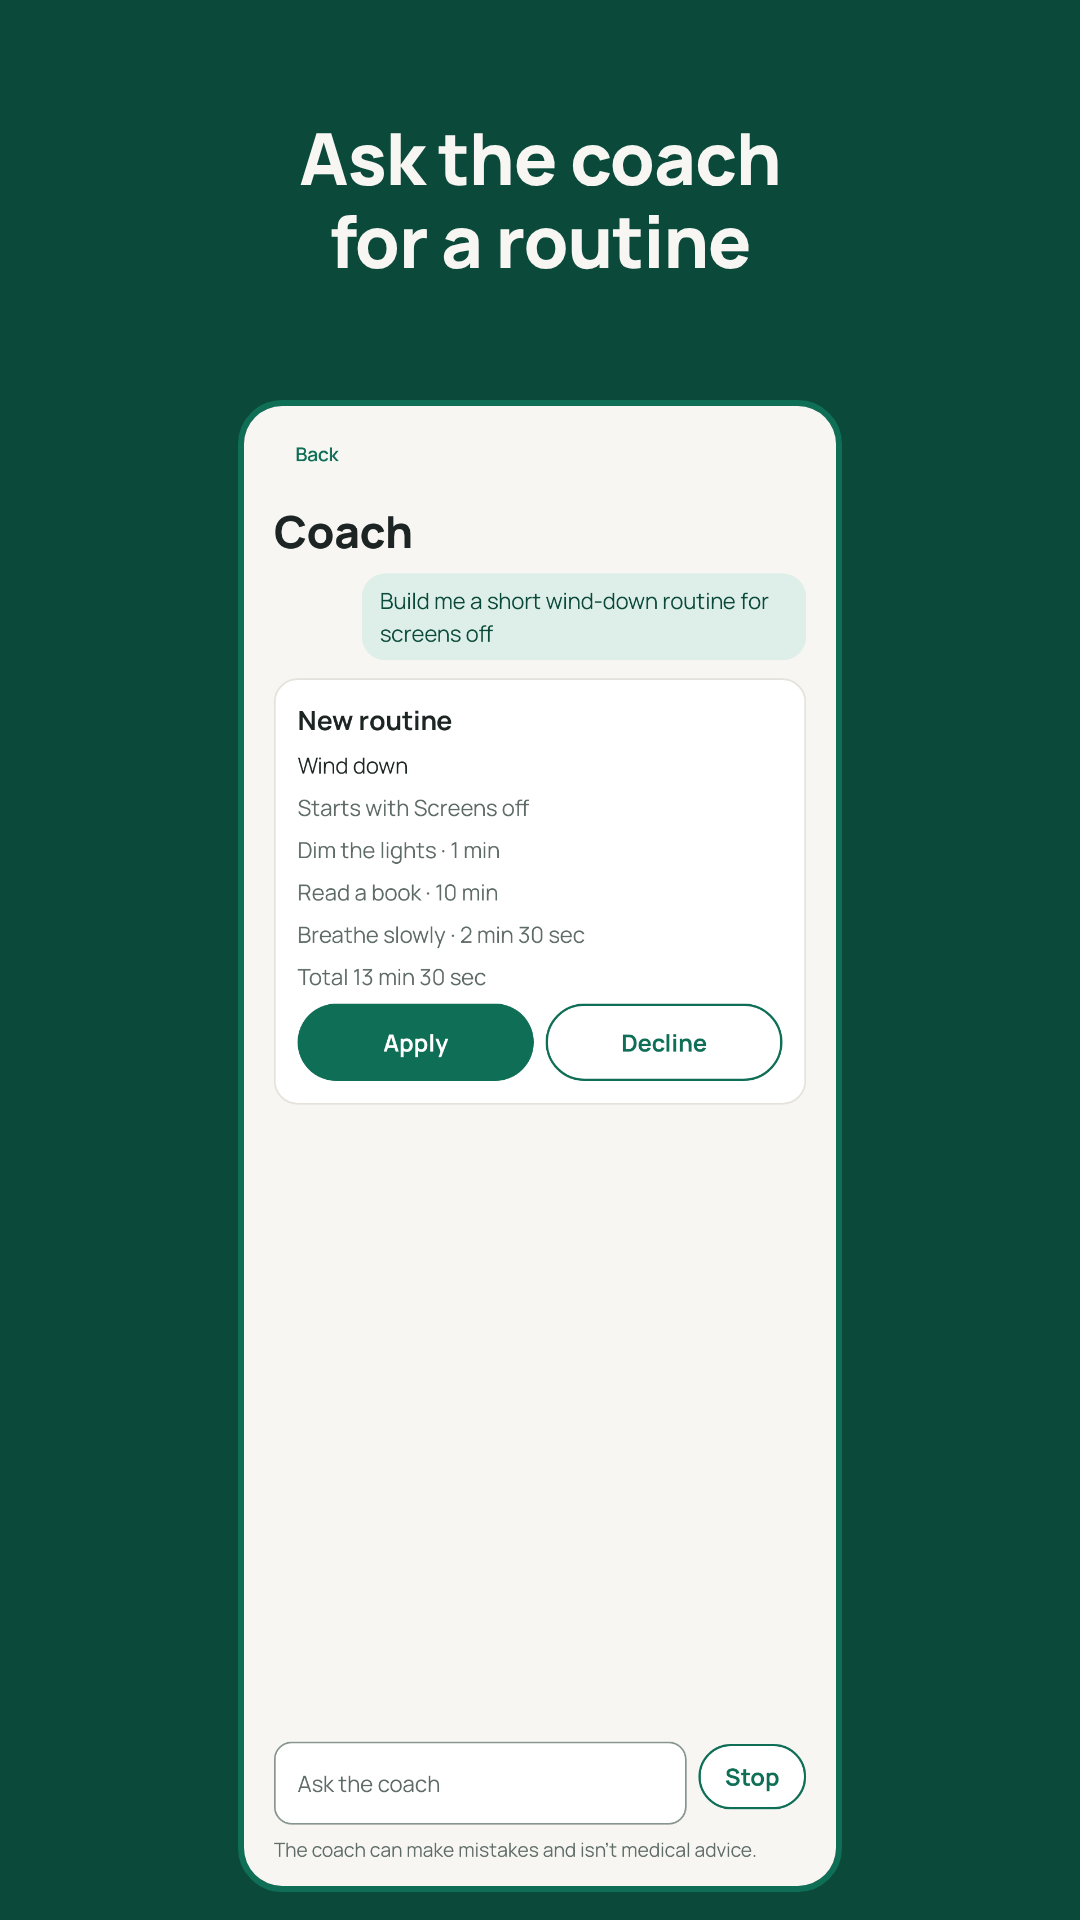 Ask the coach
for a routine
Back
Coach
Build me a short wind-down routine for
screens off
New routine
Wind down
Starts with Screens off
Dim the lights · 1 min
Read a book · 10 min
Breathe slowly · 2 min 30 sec
Total 13 min 30 sec
Apply
Decline
Ask the coach
Stop
The coach can make mistakes and isn't medical advice.